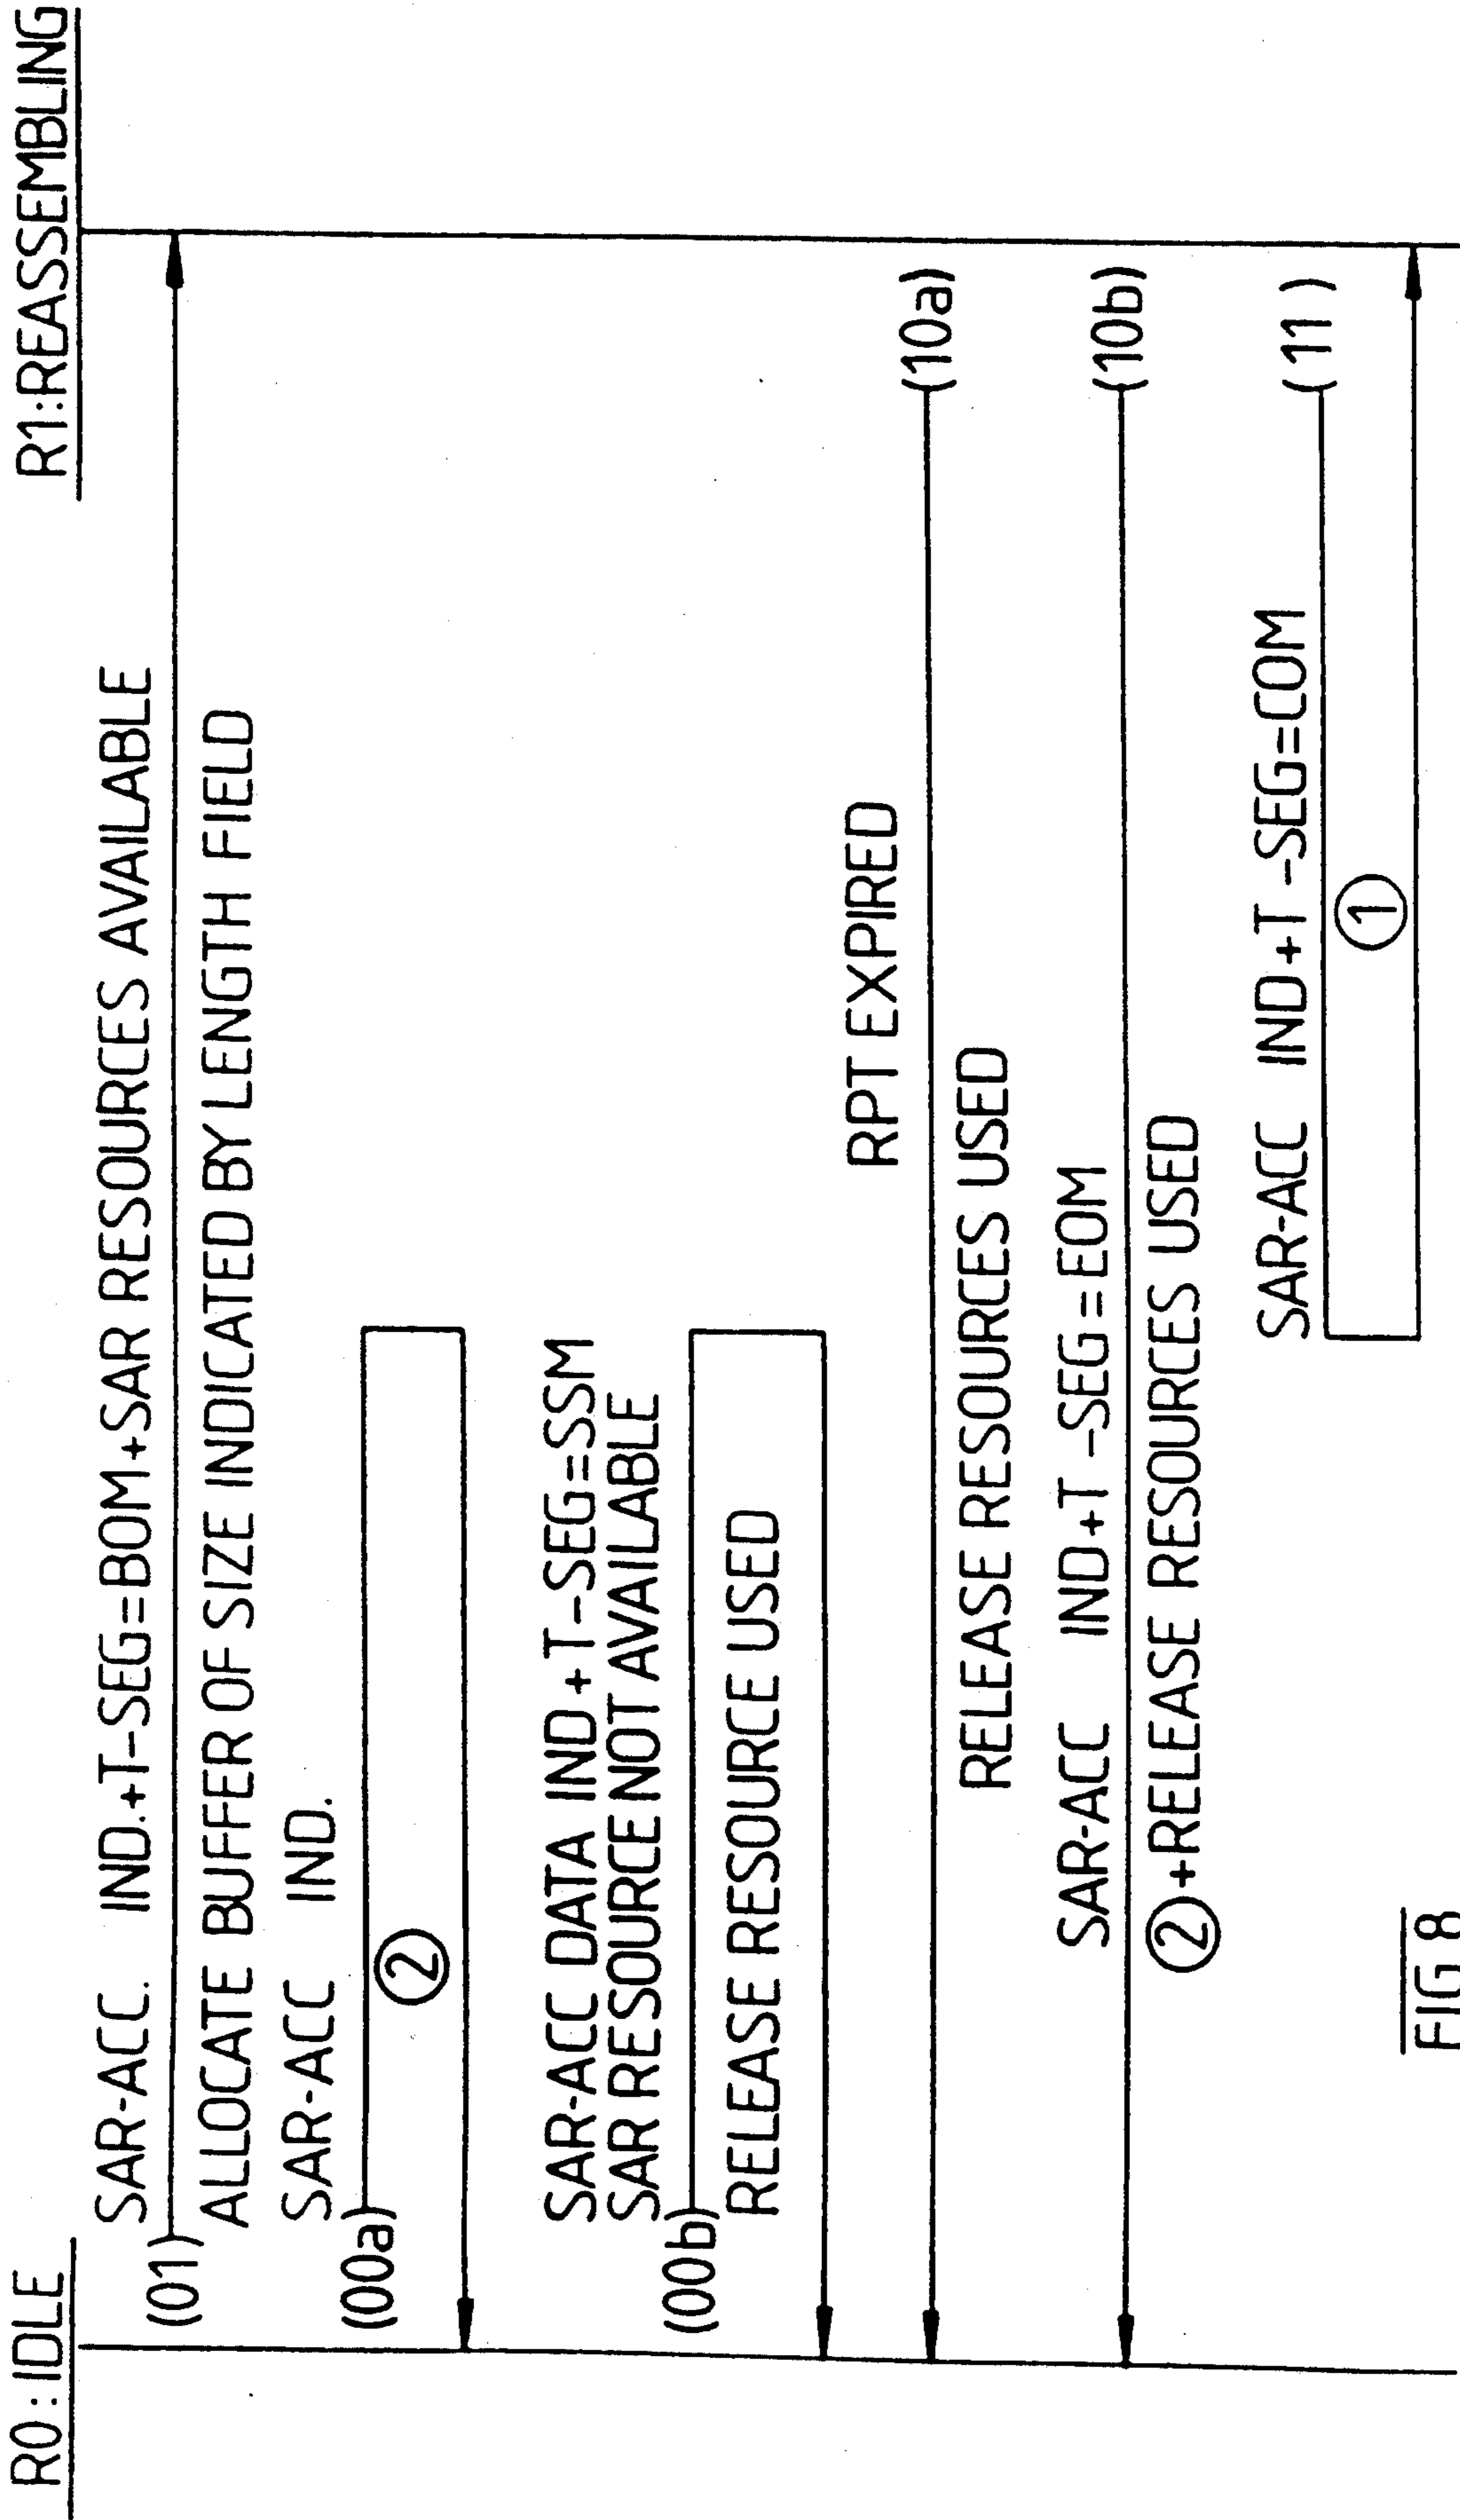 R0:IDLE
R1:REASSEMBLING
SAR-ACC. IND.+T-SEG=BOM+SAR RESOURCES AVAILABLE
(01)
ALLOCATE BUFFER OF SIZE INDICATED BY LENGTH FIELD
SAR-ACC IND.
(00a)
②
SAR-ACC DATA IND+T-SEG=SSM
SAR RESOURCE NOT AVAILABLE
(00b)
RELEASE RESOURCE USED
RPT EXPIRED
(10a)
RELEASE RESOURCES USED
SAR-ACC IND+T-SEG=EOM
(10b)
②+RELEASE RESOURCES USED
SAR-ACC IND+T-SEG=COM
(11)
①
FIG 8